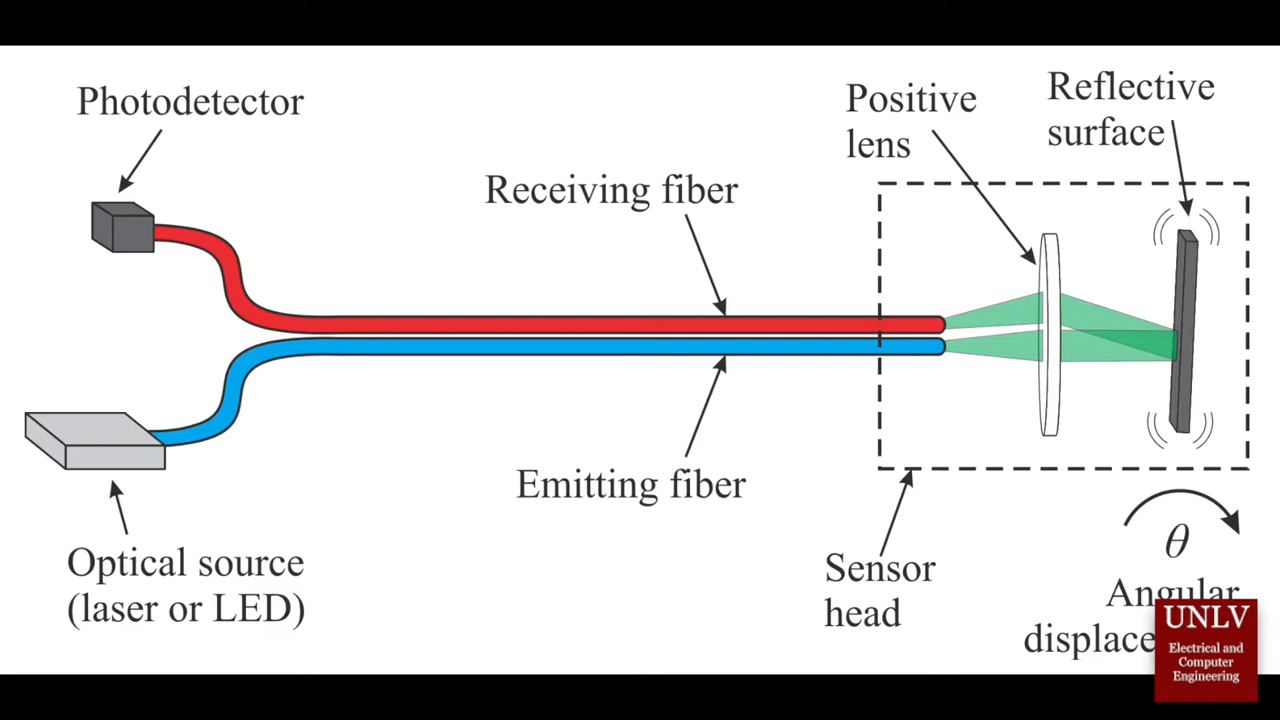 Photodetector
Positive
lens
Reflective
surface
Receiving fiber
Emitting fiber
Optical source
(laser or LED)
Sensor
head
θ
Angular
UNLV
Electrical and
Computer
Engineering